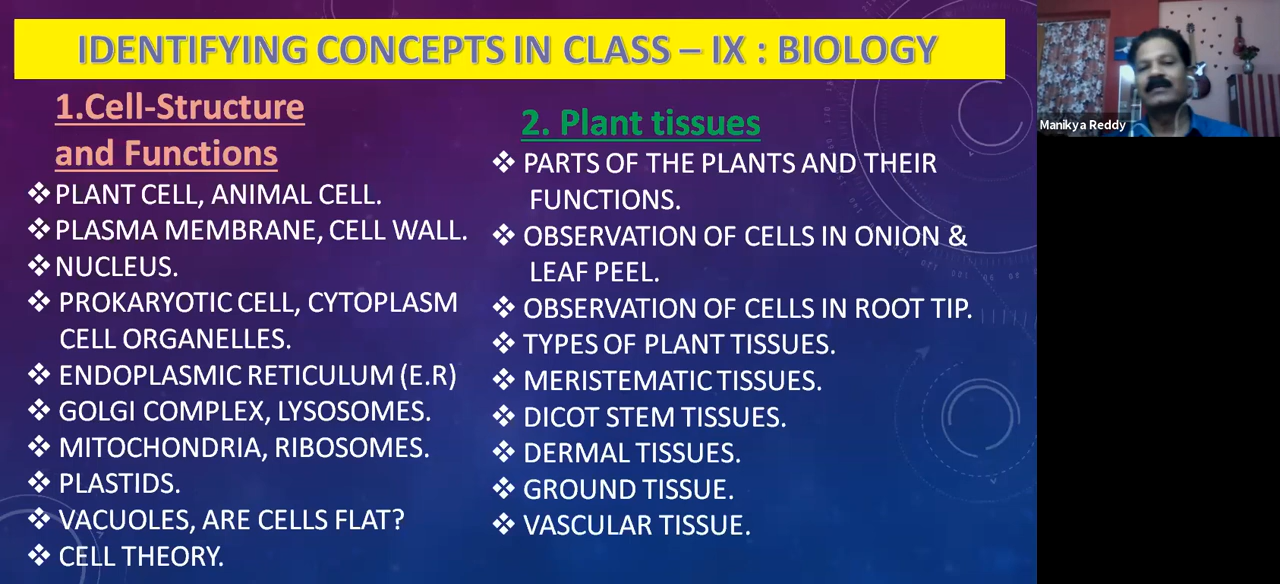 IDENTIFYING CONCEPTS IN CLASS – IX : BIOLOGY
1.Cell-Structure
and Functions
❖ PLANT CELL, ANIMAL CELL.
❖ PLASMA MEMBRANE, CELL WALL.
❖ NUCLEUS.
❖ PROKARYOTIC CELL, CYTOPLASM
CELL ORGANELLES.
❖ ENDOPLASMIC RETICULUM (E.R)
❖ GOLGI COMPLEX, LYSOSOMES.
❖ MITOCHONDRIA, RIBOSOMES.
❖ PLASTIDS.
❖ VACUOLES, ARE CELLS FLAT?
❖ CELL THEORY.
2. Plant tissues
❖ PARTS OF THE PLANTS AND THEIR
FUNCTIONS.
❖ OBSERVATION OF CELLS IN ONION &
LEAF PEEL.
❖ OBSERVATION OF CELLS IN ROOT TIP.
❖ TYPES OF PLANT TISSUES.
❖ MERISTEMATIC TISSUES.
❖ DICOT STEM TISSUES.
❖ DERMAL TISSUES.
❖ GROUND TISSUE.
❖ VASCULAR TISSUE.
Manikya Reddy